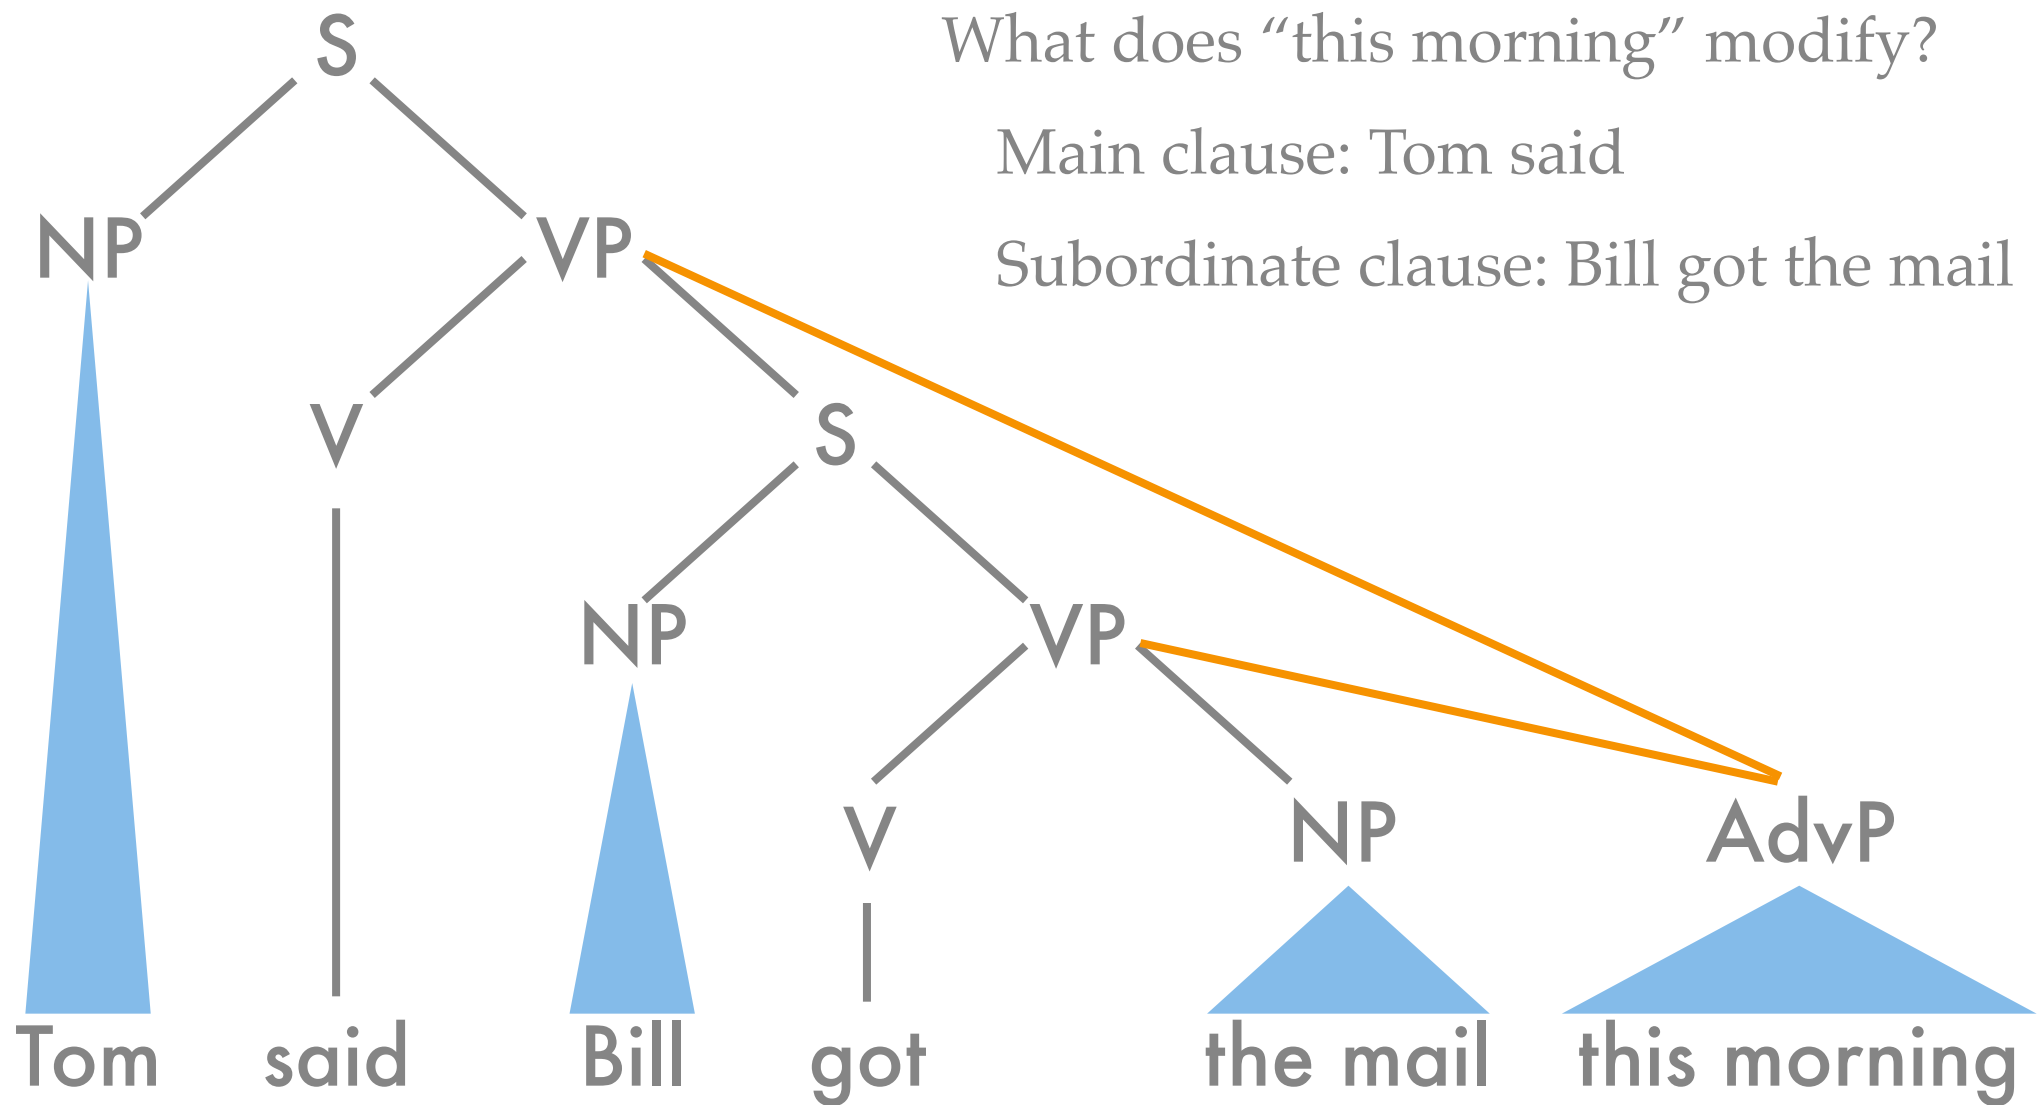 S
What does “this morning” modify?
Main clause: Tom said
NP VP
Subordinate clause: Bill got the mail
V S
NP VP
V NP AdvP
Tom said Bill got the mail this morning